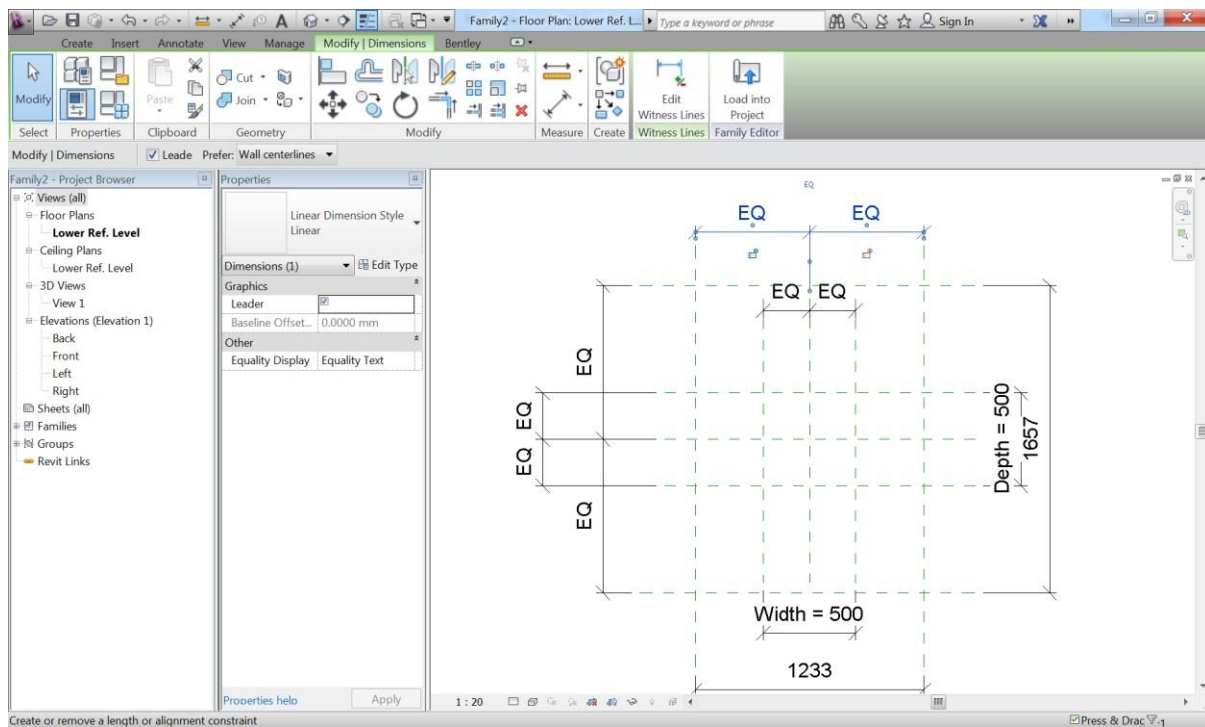 Family2 - Floor Plan: Lower Ref. L...
Type a keyword or phrase
Sign In
Create Insert Annotate View Manage Modify | Dimensions Bentley
Modify
Paste
Cut
Join
Edit Witness Lines
Load into Project
Select Properties Clipboard Geometry Modify Measure Create Witness Lines Family Editor
Modify | Dimensions Leade Prefer: Wall centerlines
Family2 - Project Browser
Views (all)
Floor Plans
Lower Ref. Level
Ceiling Plans
Lower Ref. Level
3D Views
View 1
Elevations (Elevation 1)
Back
Front
Left
Right
Sheets (all)
Families
Groups
Revit Links
Properties
Linear Dimension Style
Linear
Dimensions (1) Edit Type
Graphics
Leader
Baseline Offset... 0.0000 mm
Other
Equality Display Equality Text
Properties help Apply
EQ
EQ EQ
EQ EQ
EQ
EQ
EQ
EQ
Depth = 500
1657
Width = 500
1233
1 : 20
Create or remove a length or alignment constraint
Press & Drac